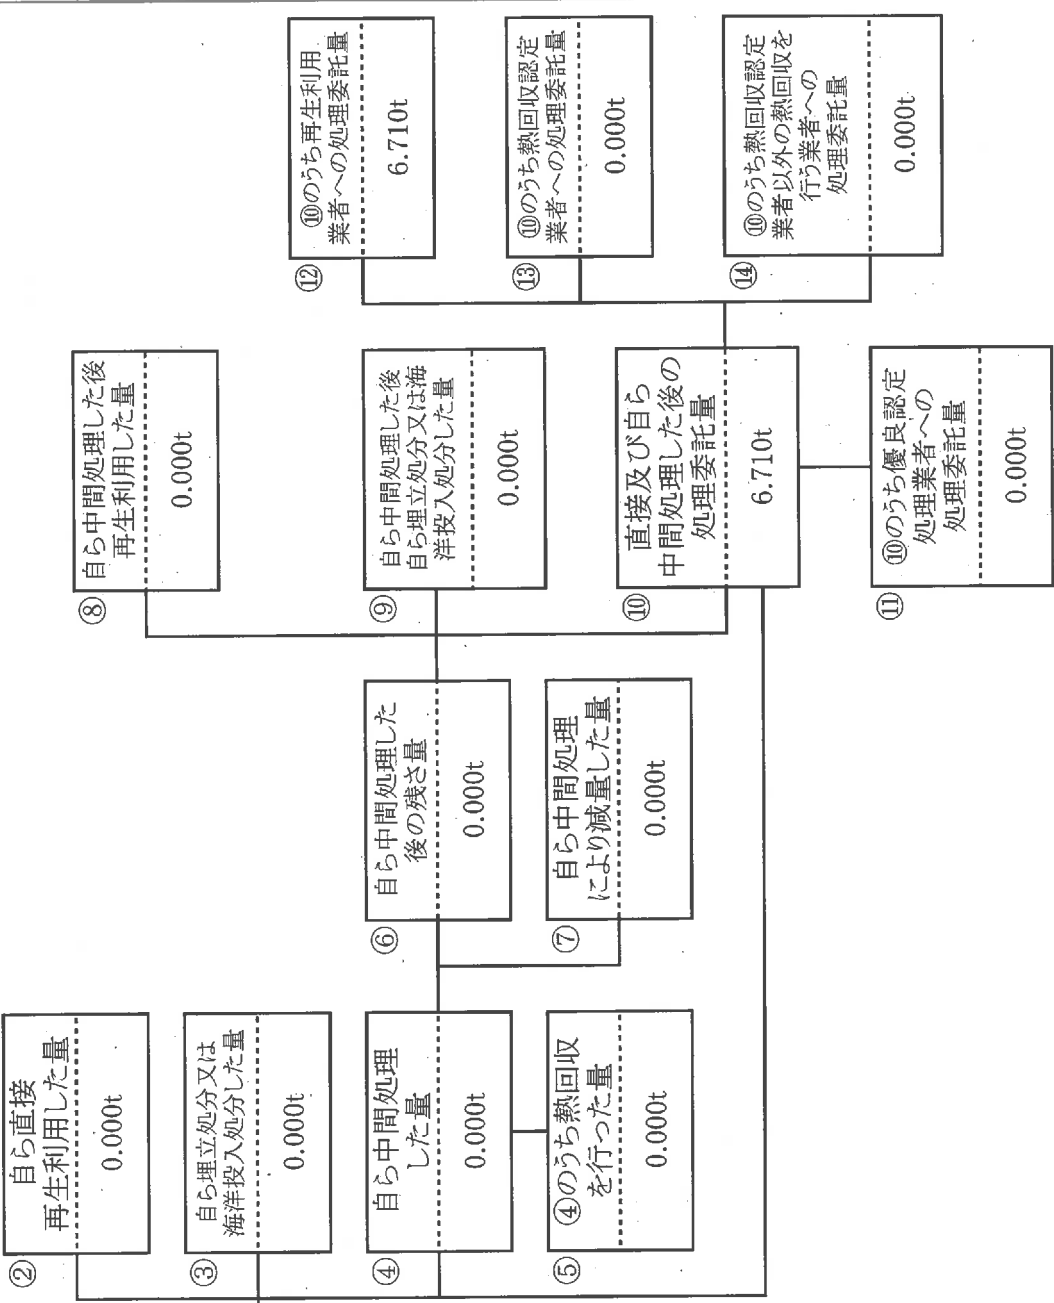 ②
自ら直接
再生利用した量
0.000t
③
自ら埋立処分又は
海洋投入処分した量
0.000t
④
自ら中間処理
した量
0.000t
⑤
④のうち熱回収
を行った量
0.000t
⑥
自ら中間処理した
後の残さ量
0.000t
⑦
自ら中間処理
により減量した量
0.000t
⑧
自ら中間処理した後
再生利用した量
0.000t
⑨
自ら中間処理した後
自ら埋立処分又は海
洋投入処分した量
0.000t
⑩
直接及び自ら
中間処理した後の
処理委託量
6.710t
⑪
⑩のうち優良認定
処理業者への
処理委託量
0.000t
⑫
⑩のうち再生利用
業者への処理委託量
6.710t
⑬
⑩のうち熱回収認定
業者への処理委託量
0.000t
⑭
⑩のうち熱回収認定
業者以外の熱回収を
行う業者への
処理委託量
0.000t